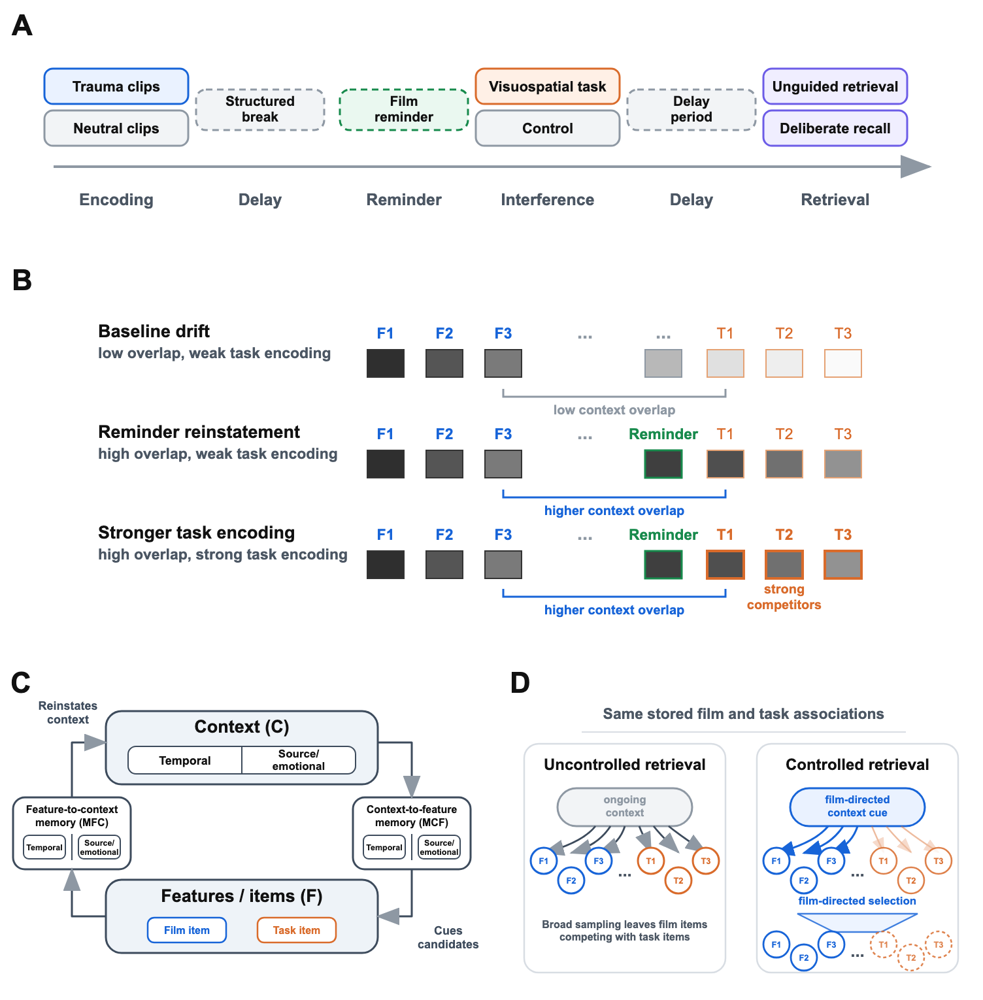 A
Trauma clips
Neutral clips
Structured
break
Film
reminder
Visuospatial task
Control
Delay
period
Unguided retrieval
Deliberate recall
Encoding
Delay
Reminder
Interference
Delay
Retrieval
B
Baseline drift
low overlap, weak task encoding
F1 F2 F3 ... ... T1 T2 T3
low context overlap
Reminder reinstatement
high overlap, weak task encoding
F1 F2 F3 ... Reminder T1 T2 T3
higher context overlap
Stronger task encoding
high overlap, strong task encoding
F1 F2 F3 ... Reminder T1 T2 T3
higher context overlap
strong
competitors
C
Reinstates
context
Context (C)
Temporal
Source/
emotional
Feature-to-context
memory (MFC)
Temporal
Source/
emotional
Context-to-feature
memory (MCF)
Temporal
Source/
emotional
Features / items (F)
Film item
Task item
Cues
candidates
D
Same stored film and task associations
Uncontrolled retrieval
ongoing
context
F1 F2 F3 ... T1 T2 T3
Broad sampling leaves film items
competing with task items
Controlled retrieval
film-directed
context cue
F1 F2 F3 ... T1 T2 T3
film-directed selection
F1 F2 F3 ... T1 T2 T3